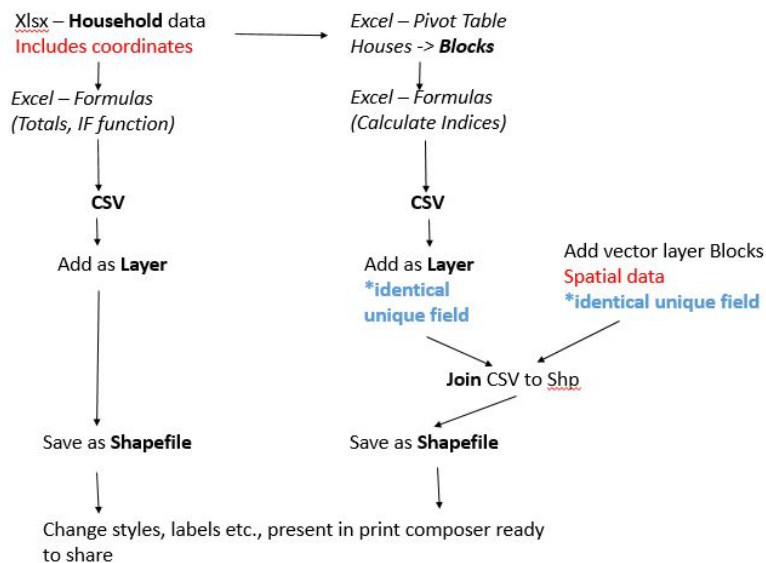 Xlsx – Household data
Includes coordinates
Excel – Pivot Table
Houses -> Blocks
Excel – Formulas
(Totals, IF function)
Excel – Formulas
(Calculate Indices)
CSV
CSV
Add as Layer
Add as Layer
*identical
unique field
Add vector layer Blocks
Spatial data
*identical unique field
Join CSV to Shp
Save as Shapefile
Save as Shapefile
Change styles, labels etc., present in print composer ready
to share